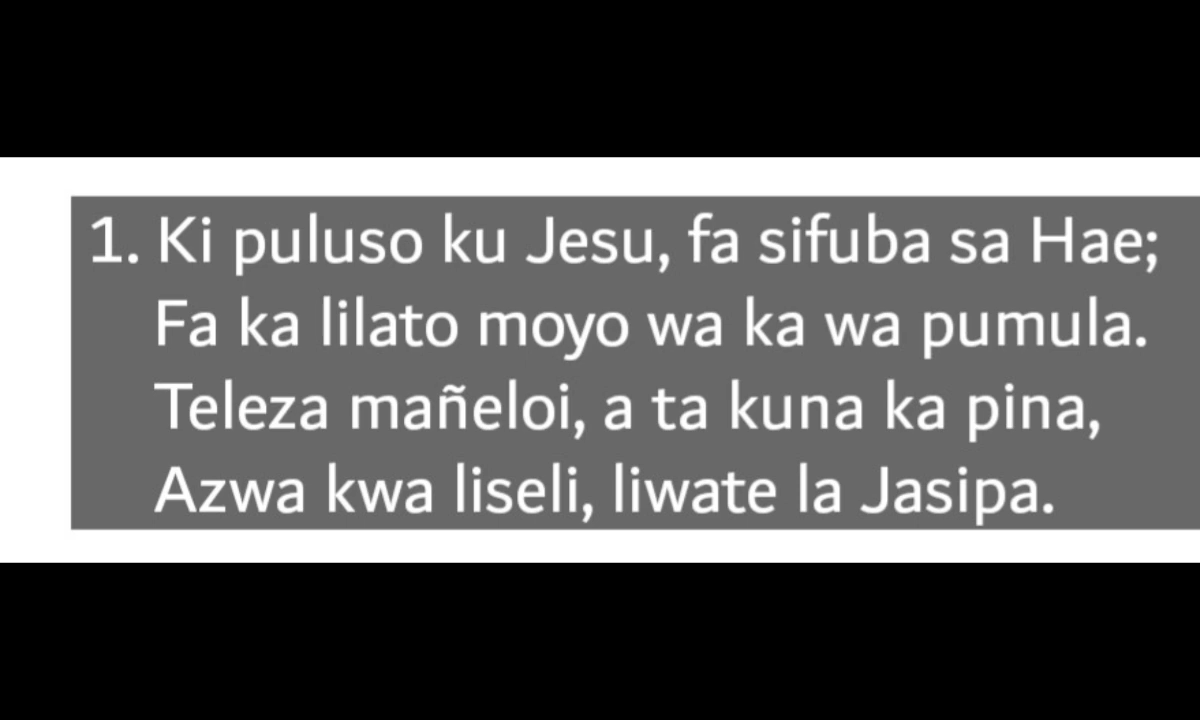 1. Ki puluso ku Jesu, fa sifuba sa Hae;
Fa ka lilato moyo wa ka wa pumula.
Teleza mañeloi, a ta kuna ka pina,
Azwa kwa liseli, liwate la Jasipa.